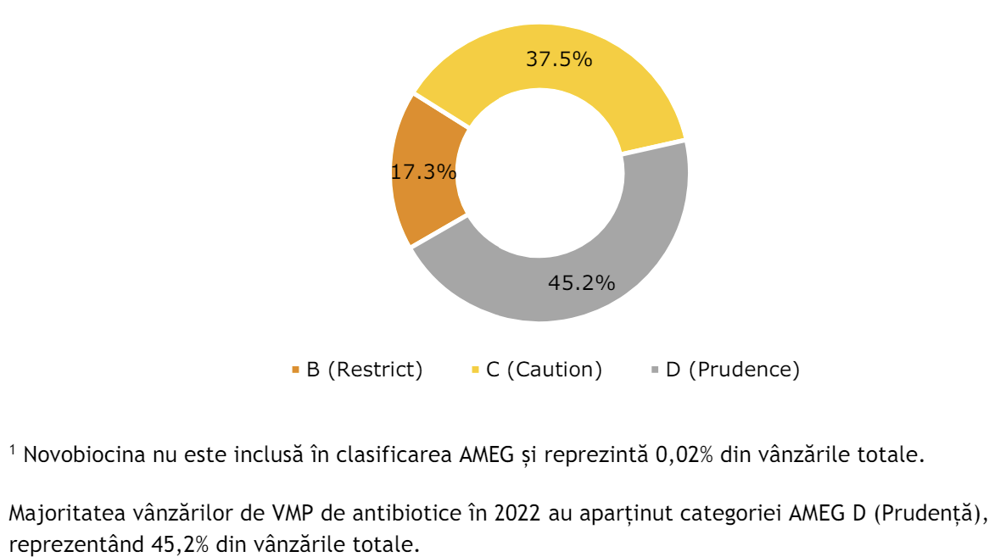 37.5%
17.3%
45.2%
B (Restrict) C (Caution) D (Prudence)
¹ Novobiocina nu este inclusă în clasificarea AMEG și reprezintă 0,02% din vânzările totale.
Majoritatea vânzărilor de VMP de antibiotice în 2022 au aparținut categoriei AMEG D (Prudență),
reprezentând 45,2% din vânzările totale.